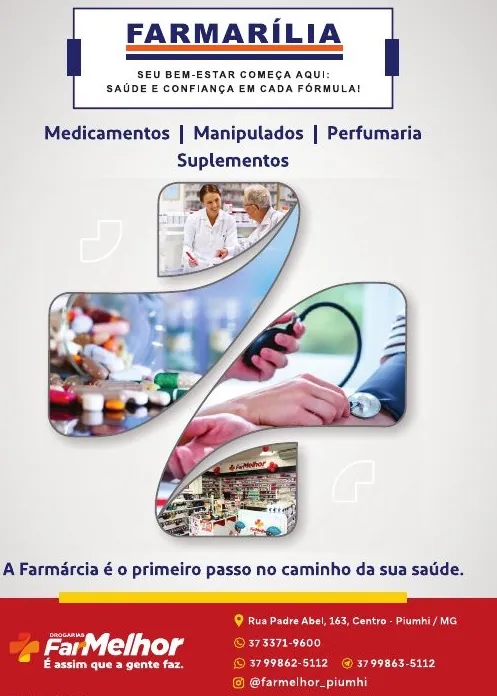 FARMARÍLIA
SEU BEM-ESTAR COMEÇA AQUI:
SAÚDE E CONFIANÇA EM CADA FÓRMULA!
Medicamentos | Manipulados | Perfumaria
Suplementos
FarMelhor
A Farmárcia é o primeiro passo no caminho da sua saúde.
DROGARIAS
FarMelhor
É assim que a gente faz.
Rua Padre Abel, 163, Centro - Piumhi / MG
37 3371-9600
37 99862-5112 37 99863-5112
@farmelhor_piumhi